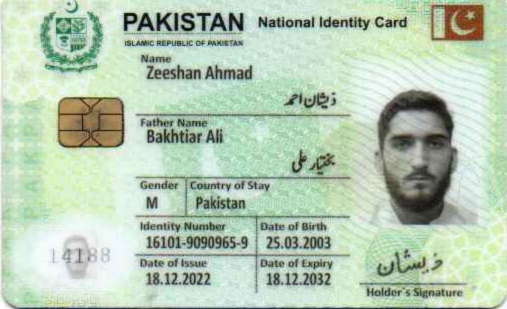 PAKISTAN National Identity Card
ISLAMIC REPUBLIC OF PAKISTAN
Name
Zeeshan Ahmad
ذیشان احمد
Father Name
Bakhtiar Ali
بختیار علی
Gender Country of Stay
M Pakistan
Identity Number Date of Birth
16101-9090965-9 25.03.2003
14188
Date of Issue Date of Expiry
18.12.2022 18.12.2032
ذیشان
Holder's Signature